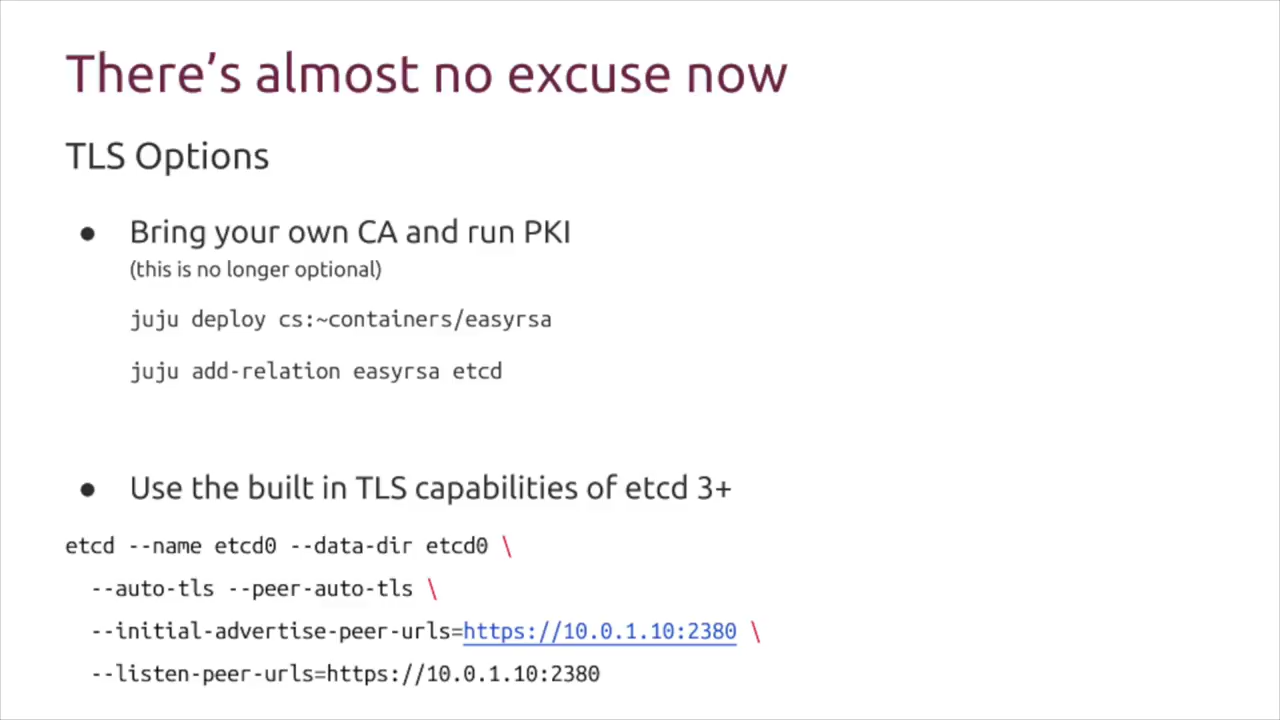 There’s almost no excuse now
TLS Options
● Bring your own CA and run PKI
(this is no longer optional)
juju deploy cs:~containers/easyrsa
juju add-relation easyrsa etcd
● Use the built in TLS capabilities of etcd 3+
etcd --name etcd0 --data-dir etcd0 \
--auto-tls --peer-auto-tls \
--initial-advertise-peer-urls=https://10.0.1.10:2380 \
--listen-peer-urls=https://10.0.1.10:2380